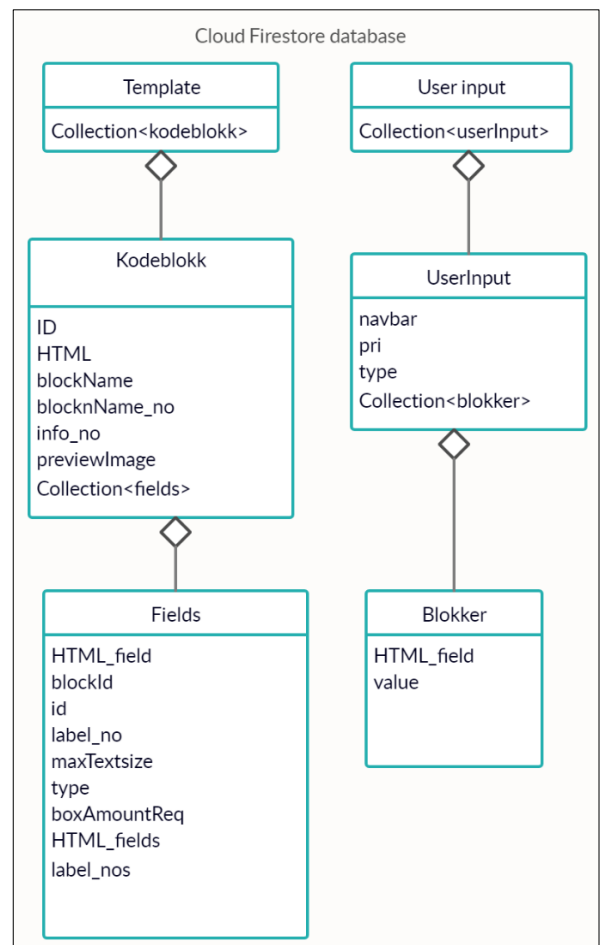 Cloud Firestore database
Template
Collection<kodeblokk>
User input
Collection<userInput>
Kodeblokk
ID
HTML
blockName
blocknName_no
info_no
previewImage
Collection<fields>
UserInput
navbar
pri
type
Collection<blokker>
Fields
HTML_field
blockId
id
label_no
maxTextsize
type
boxAmountReq
HTML_fields
label_nos
Blokker
HTML_field
value